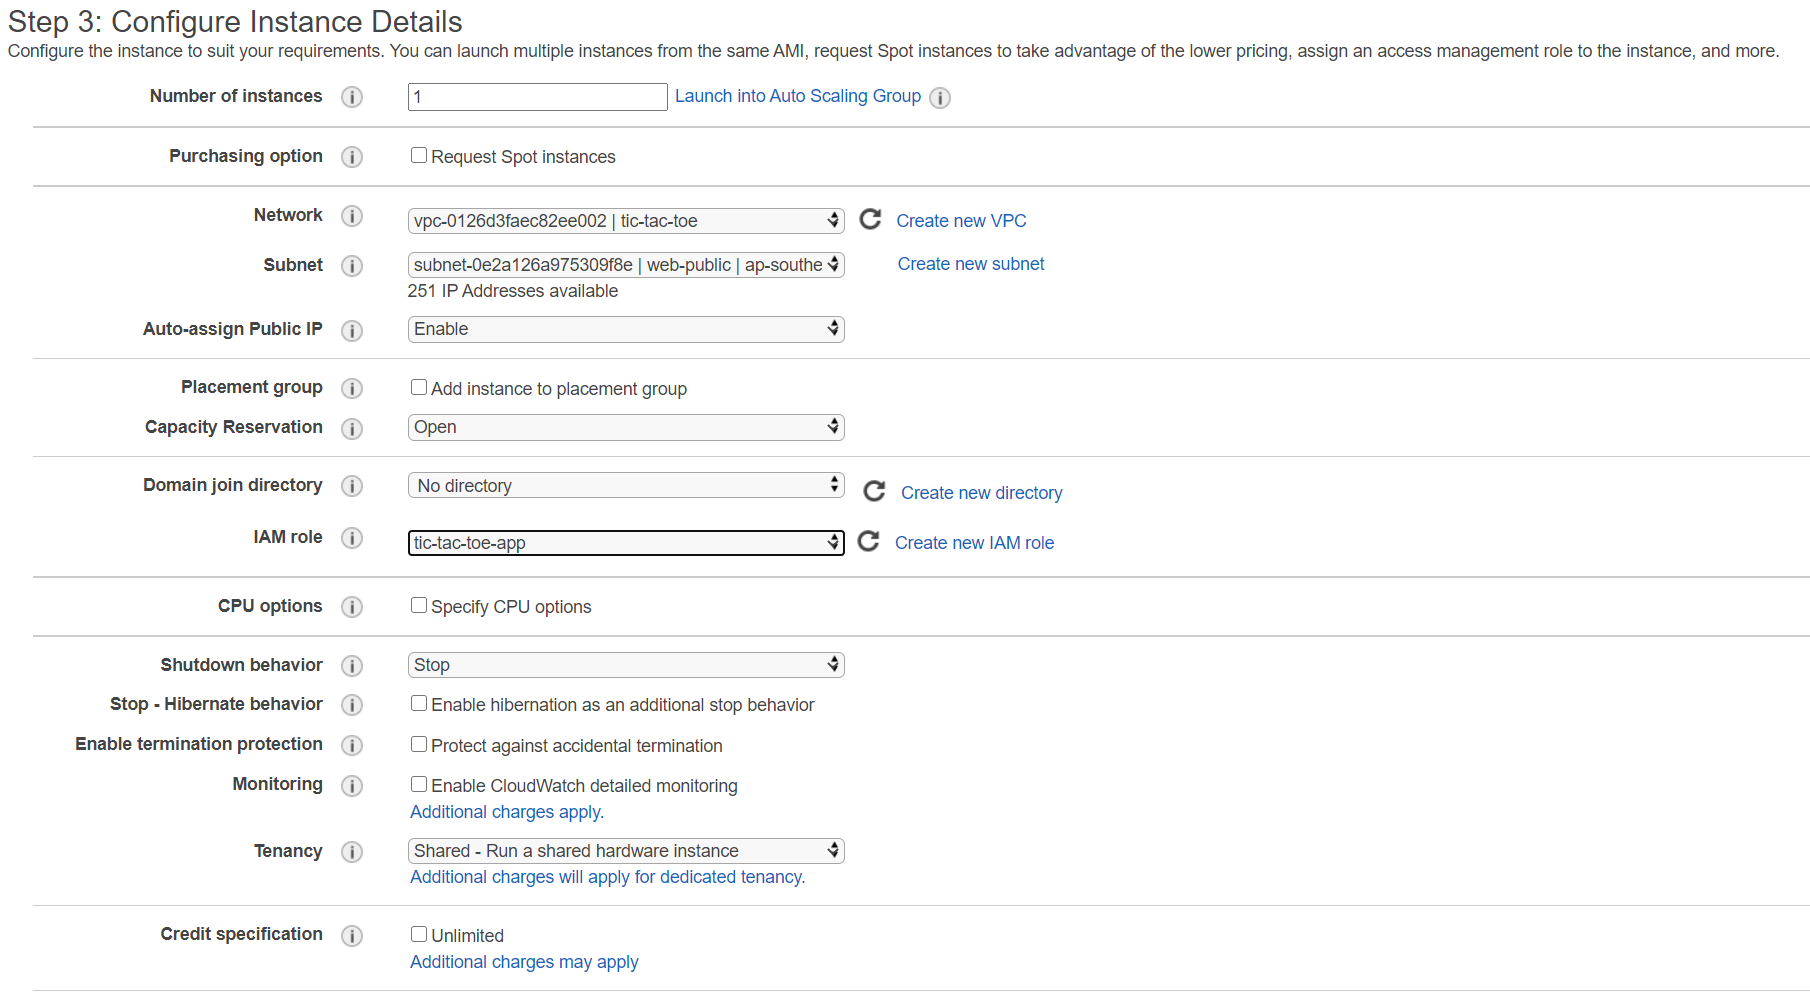 Step 3: Configure Instance Details
Configure the instance to suit your requirements. You can launch multiple instances from the same AMI, request Spot instances to take advantage of the lower pricing, assign an access management role to the instance, and more.
Number of instances 1 Launch into Auto Scaling Group
Purchasing option Request Spot instances
Network vpc-0126d3faec82ee002 | tic-tac-toe Create new VPC
Subnet subnet-0e2a126a975309f8e | web-public | ap-southe Create new subnet
251 IP Addresses available
Auto-assign Public IP Enable
Placement group Add instance to placement group
Capacity Reservation Open
Domain join directory No directory Create new directory
IAM role tic-tac-toe-app Create new IAM role
CPU options Specify CPU options
Shutdown behavior Stop
Stop - Hibernate behavior Enable hibernation as an additional stop behavior
Enable termination protection Protect against accidental termination
Monitoring Enable CloudWatch detailed monitoring
Additional charges apply.
Tenancy Shared - Run a shared hardware instance
Additional charges will apply for dedicated tenancy.
Credit specification Unlimited
Additional charges may apply